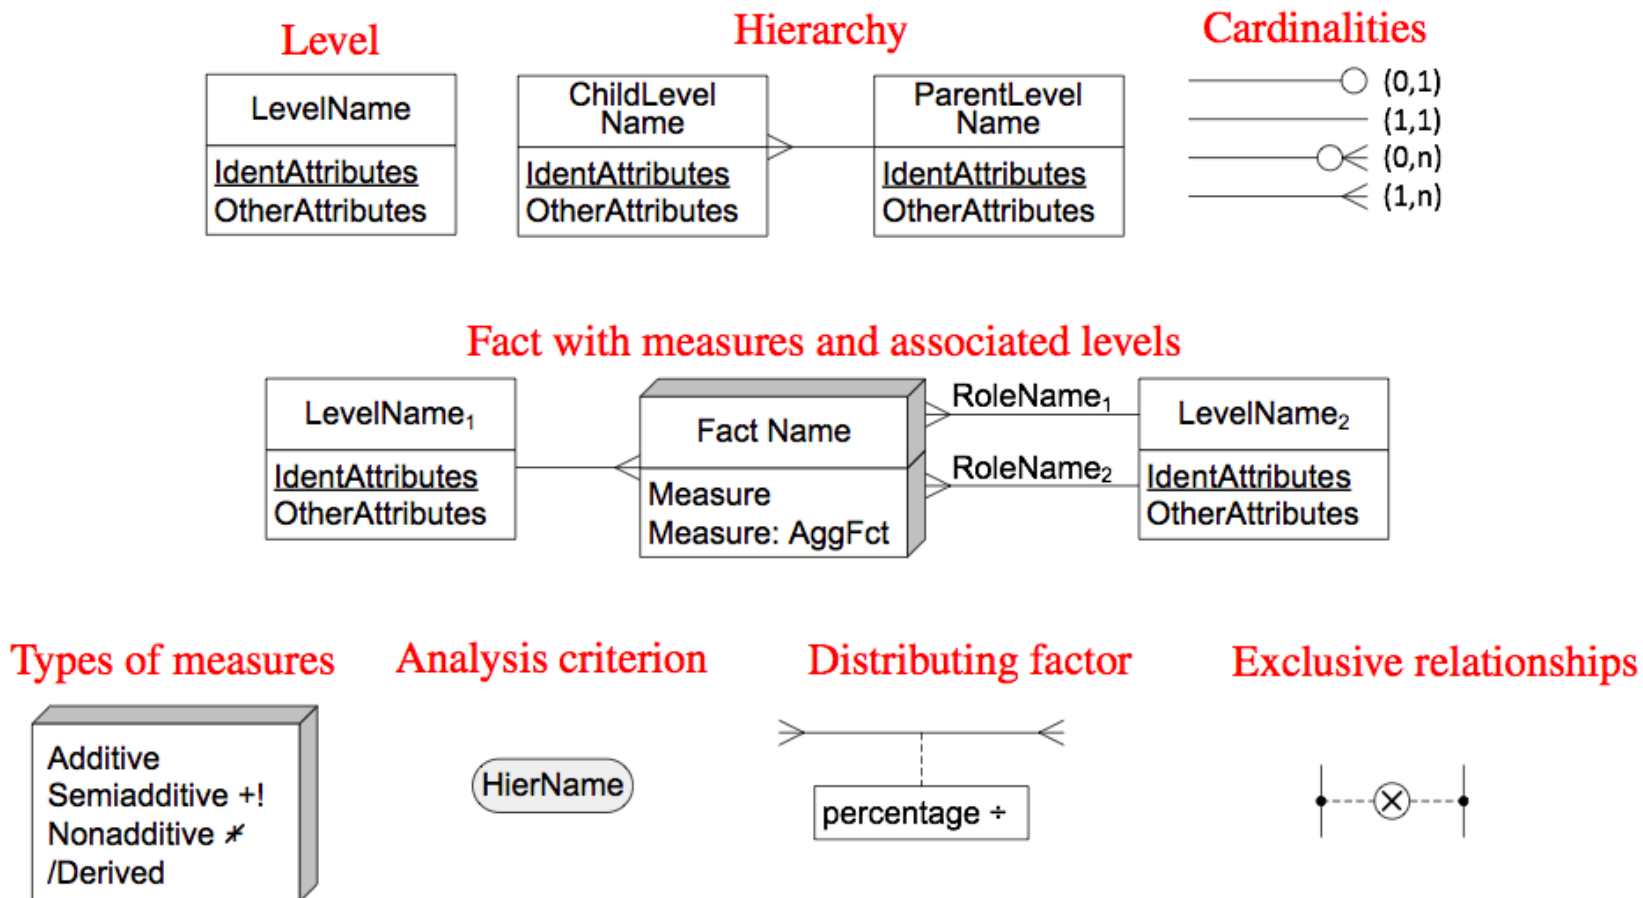 Level
Hierarchy
Cardinalities
LevelName
IdentAttributes
OtherAttributes
ChildLevel
Name
IdentAttributes
OtherAttributes
ParentLevel
Name
IdentAttributes
OtherAttributes
(0,1)
(1,1)
(0,n)
(1,n)
Fact with measures and associated levels
LevelName₁
IdentAttributes
OtherAttributes
Fact Name
Measure
Measure: AggFct
RoleName₁
RoleName₂
LevelName₂
IdentAttributes
OtherAttributes
Types of measures
Analysis criterion
Distributing factor
Exclusive relationships
Additive
Semiadditive +!
Nonadditive +̸
/Derived
HierName
percentage ÷